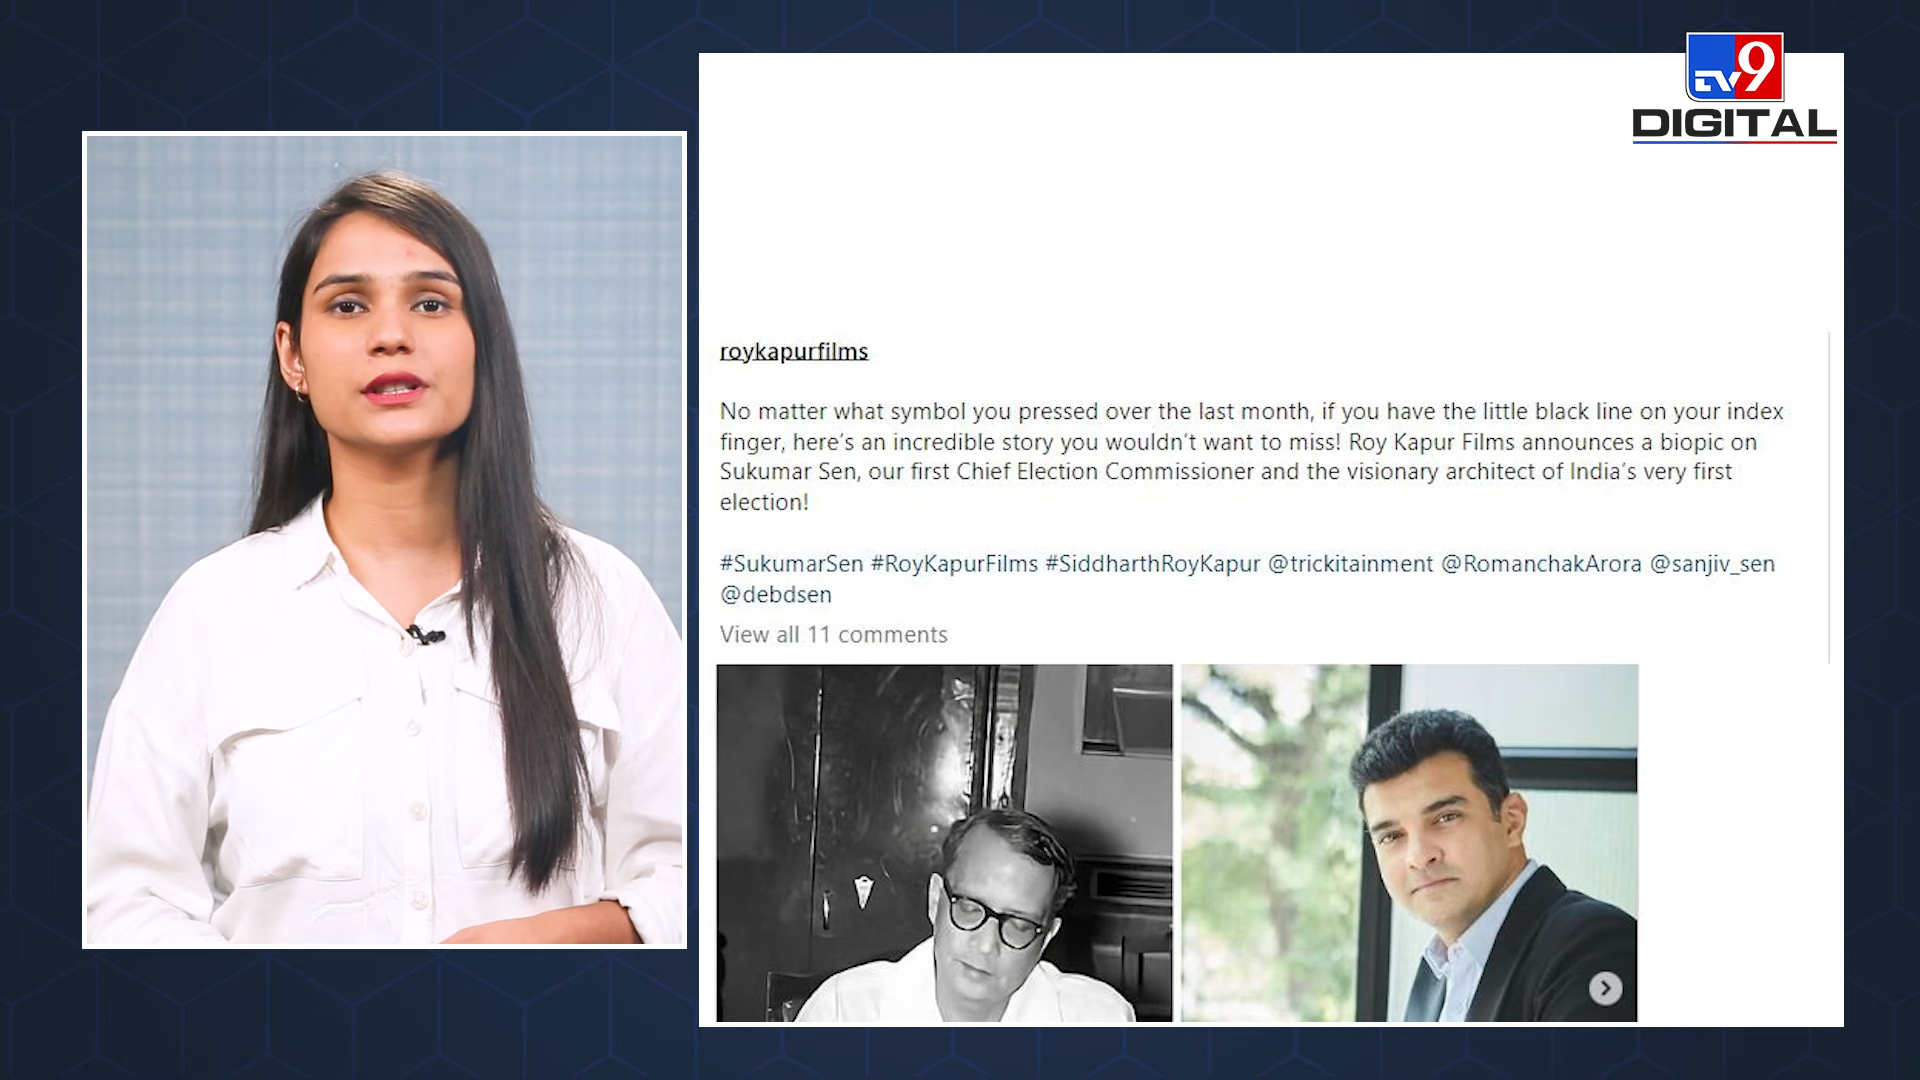 TV9
DIGITAL
roykapurfilms
No matter what symbol you pressed over the last month, if you have the little black line on your index
finger, here's an incredible story you wouldn't want to miss! Roy Kapur Films announces a biopic on
Sukumar Sen, our first Chief Election Commissioner and the visionary architect of India's very first
election!
#SukumarSen #RoyKapurFilms #SiddharthRoyKapur @trickitainment @RomanchakArora @sanjiv_sen
@debdsen
View all 11 comments